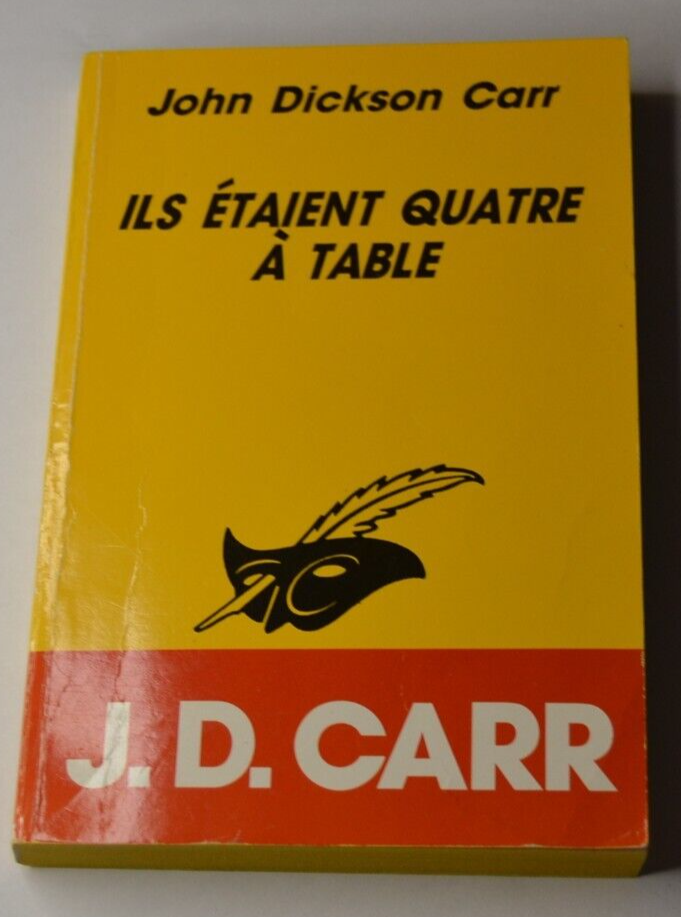 John Dickson Carr
ILS ÉTAIENT QUATRE
À TABLE
J. D. CARR